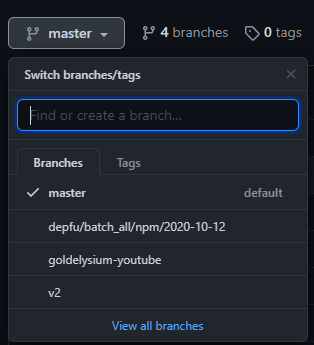 master 4 branches 0 tags
Switch branches/tags
Find or create a branch...
Branches Tags
master default
depfu/batch_all/npm/2020-10-12
goldelysium-youtube
v2
View all branches